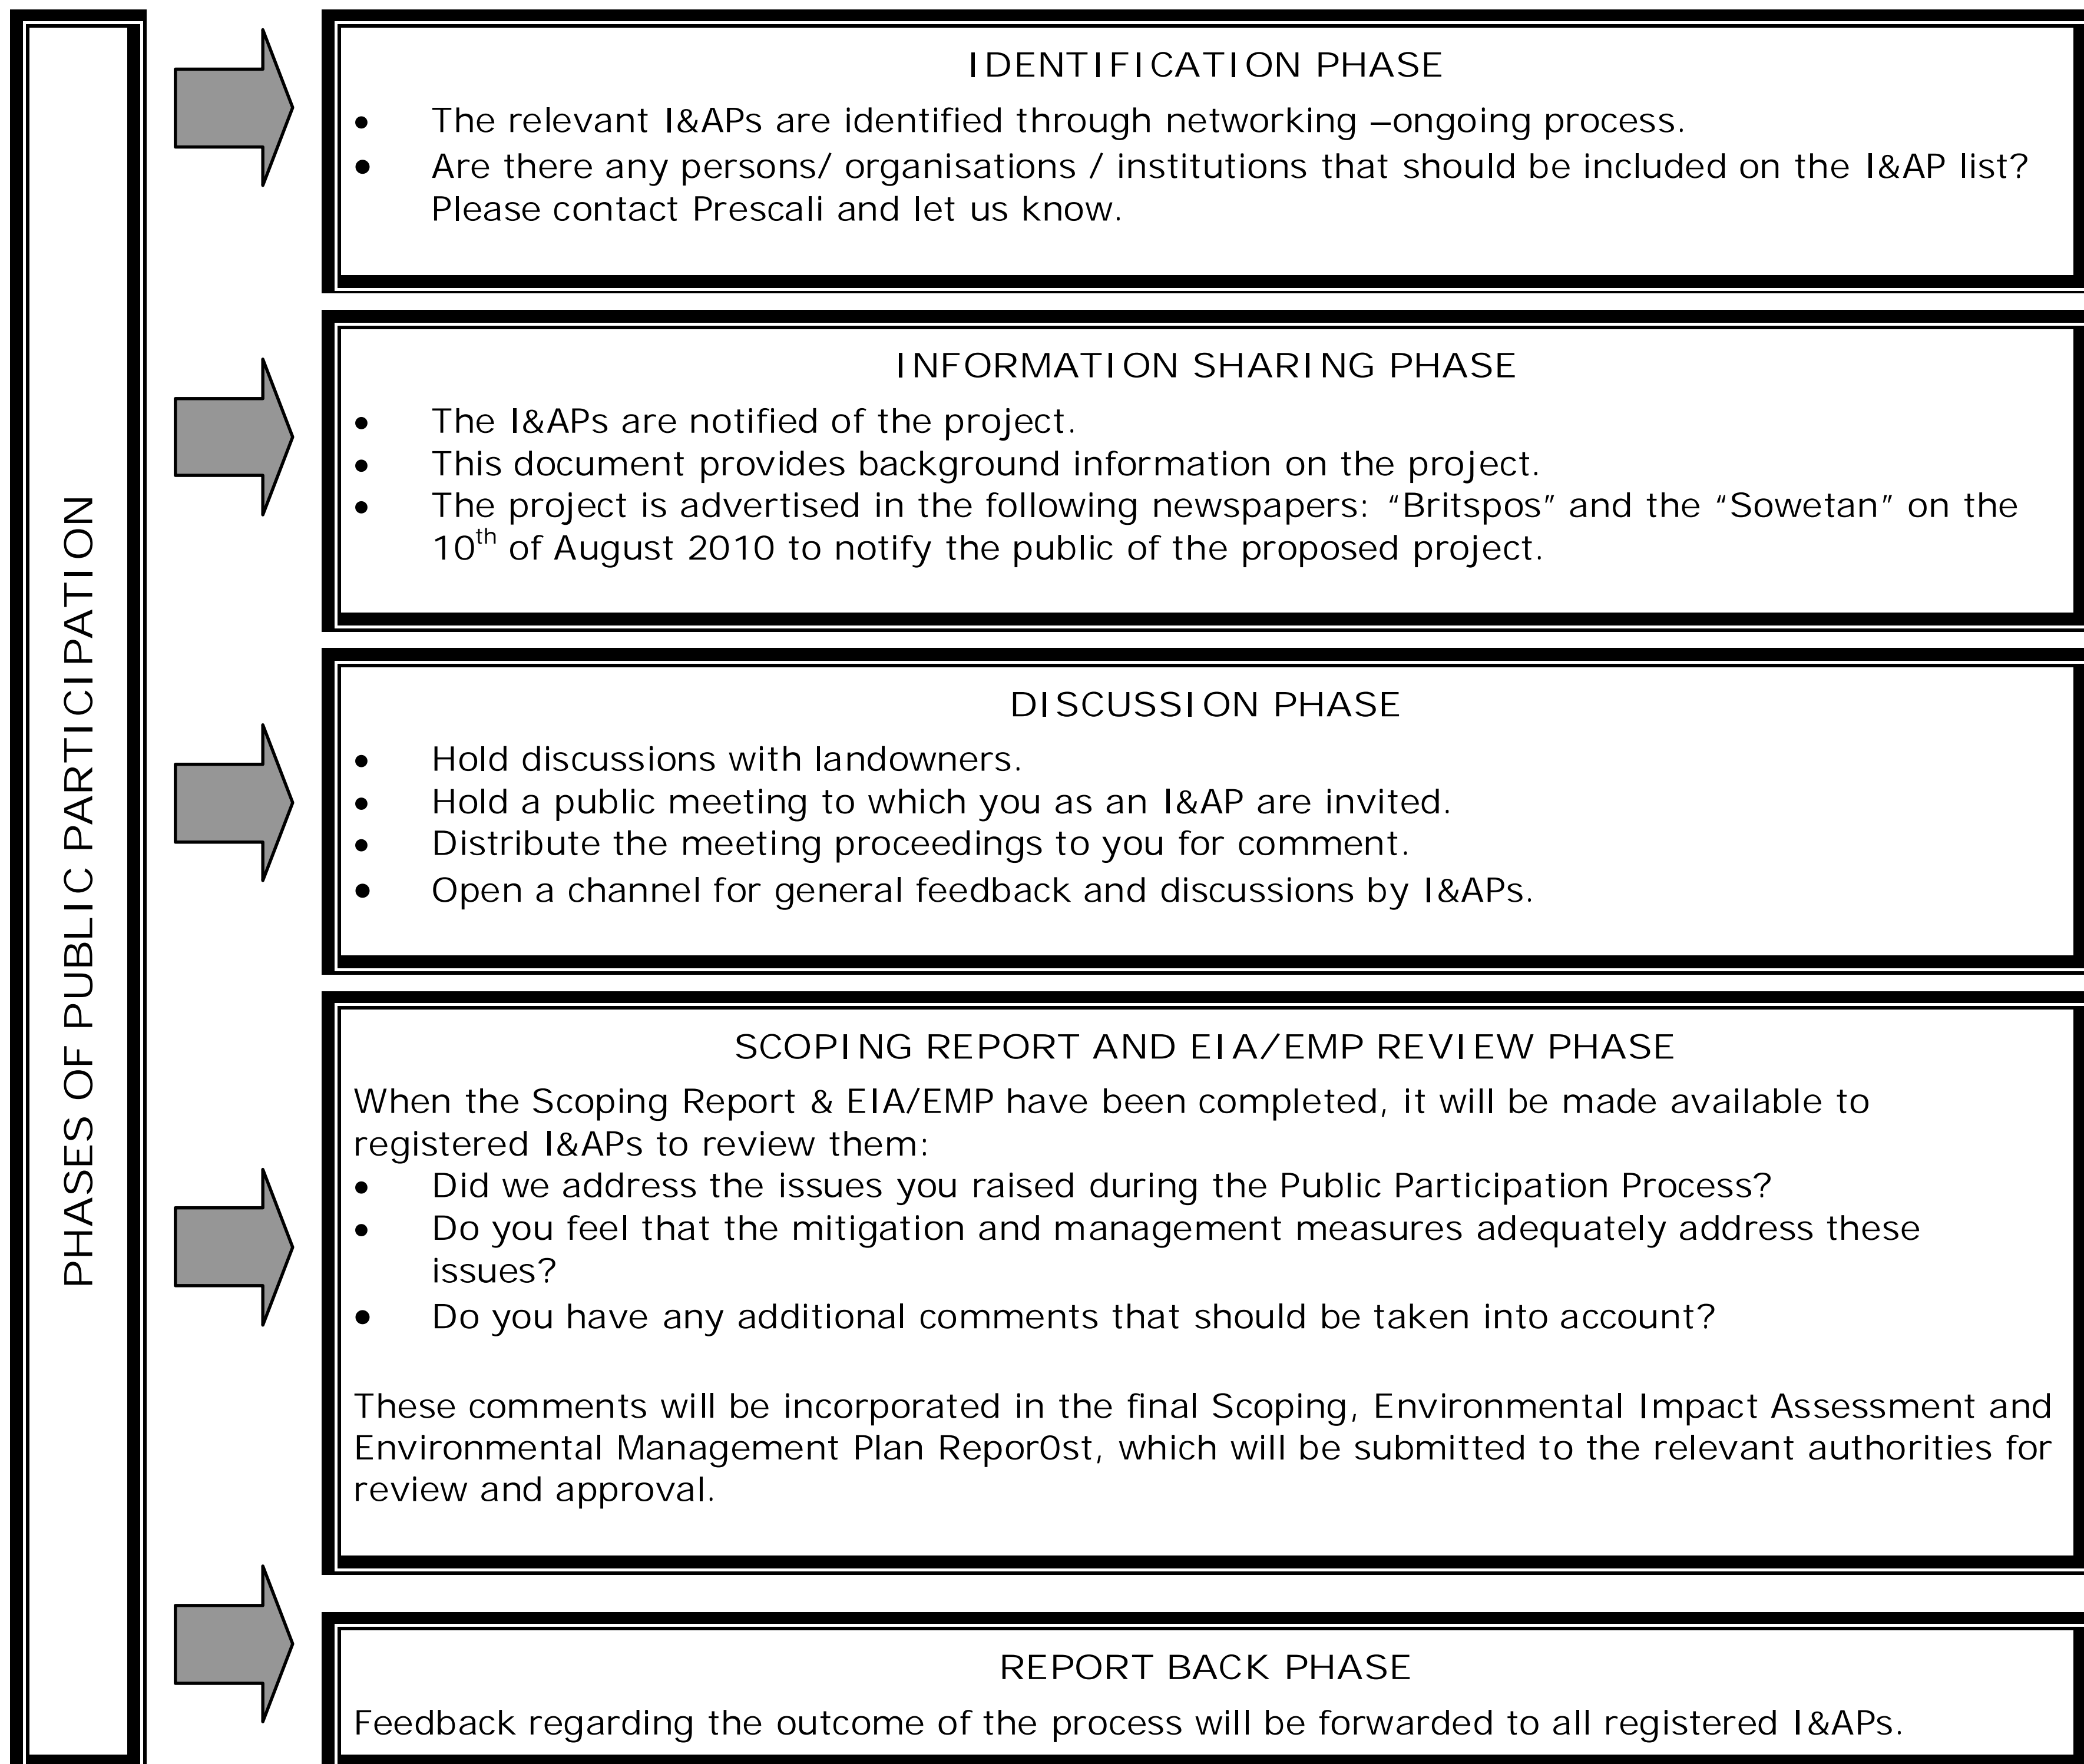 PHASES OF PUBLIC PARTICIPATION
IDENTIFICATION PHASE
• The relevant I&APs are identified through networking –ongoing process.
• Are there any persons/ organisations / institutions that should be included on the I&AP list?
Please contact Prescali and let us know.
INFORMATION SHARING PHASE
• The I&APs are notified of the project.
• This document provides background information on the project.
• The project is advertised in the following newspapers: “Britspos” and the “Sowetan” on the
10th of August 2010 to notify the public of the proposed project.
DISCUSSION PHASE
• Hold discussions with landowners.
• Hold a public meeting to which you as an I&AP are invited.
• Distribute the meeting proceedings to you for comment.
• Open a channel for general feedback and discussions by I&APs.
SCOPING REPORT AND EIA/EMP REVIEW PHASE
When the Scoping Report & EIA/EMP have been completed, it will be made available to
registered I&APs to review them:
• Did we address the issues you raised during the Public Participation Process?
• Do you feel that the mitigation and management measures adequately address these
issues?
• Do you have any additional comments that should be taken into account?
These comments will be incorporated in the final Scoping, Environmental Impact Assessment and
Environmental Management Plan Repor0st, which will be submitted to the relevant authorities for
review and approval.
REPORT BACK PHASE
Feedback regarding the outcome of the process will be forwarded to all registered I&APs.